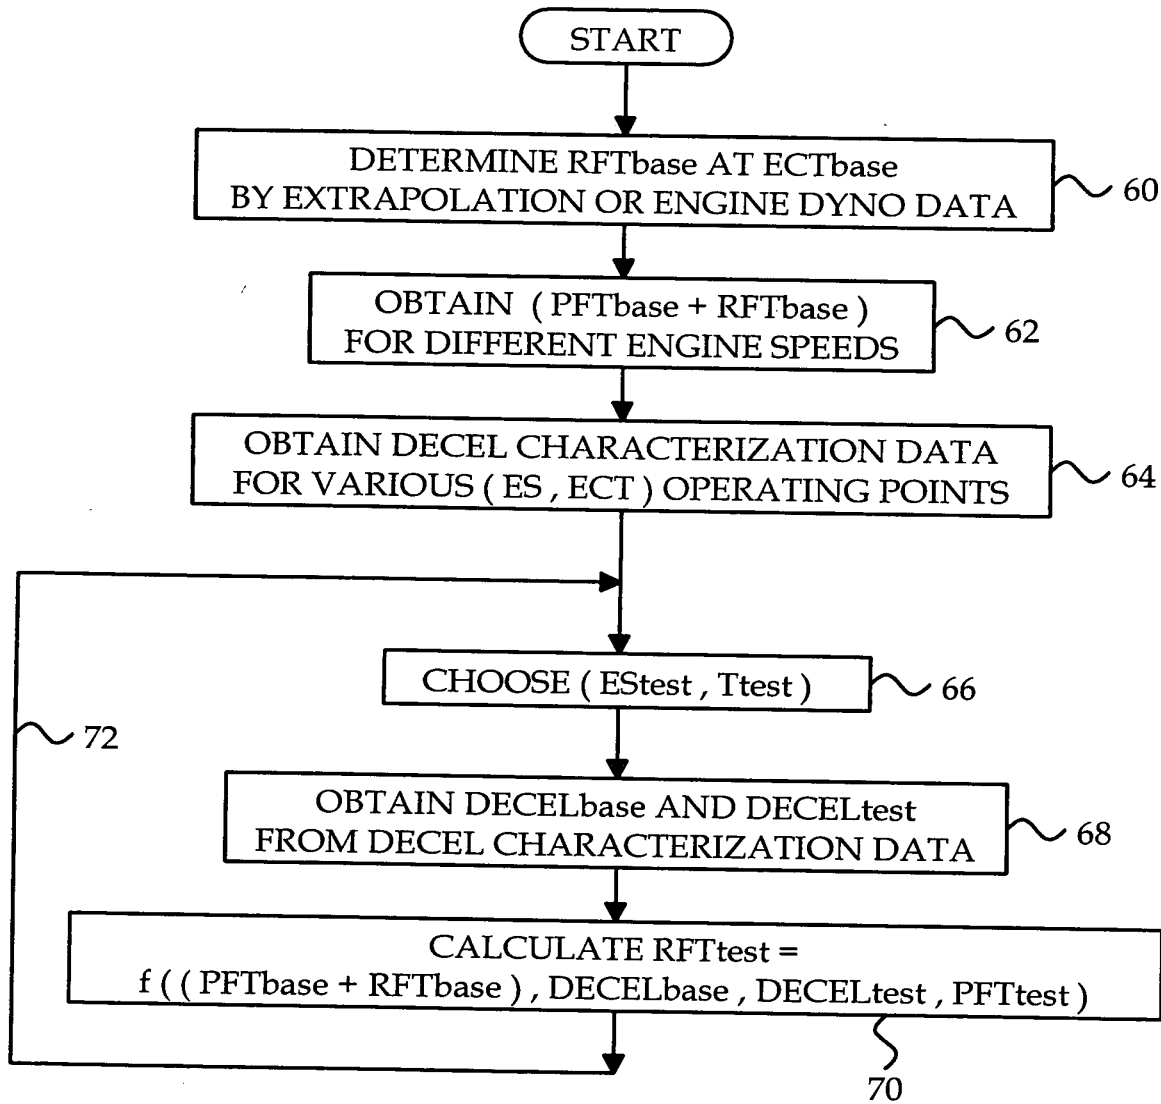 START
DETERMINE RFTbase AT ECTbase
BY EXTRAPOLATION OR ENGINE DYNO DATA
60
OBTAIN ( PFTbase + RFTbase )
FOR DIFFERENT ENGINE SPEEDS
62
OBTAIN DECEL CHARACTERIZATION DATA
FOR VARIOUS ( ES , ECT ) OPERATING POINTS
64
CHOOSE ( EStest , Ttest )
66
72
OBTAIN DECELbase AND DECELtest
FROM DECEL CHARACTERIZATION DATA
68
CALCULATE RFTtest =
f ( ( PFTbase + RFTbase ) , DECELbase , DECELtest , PFTtest )
70